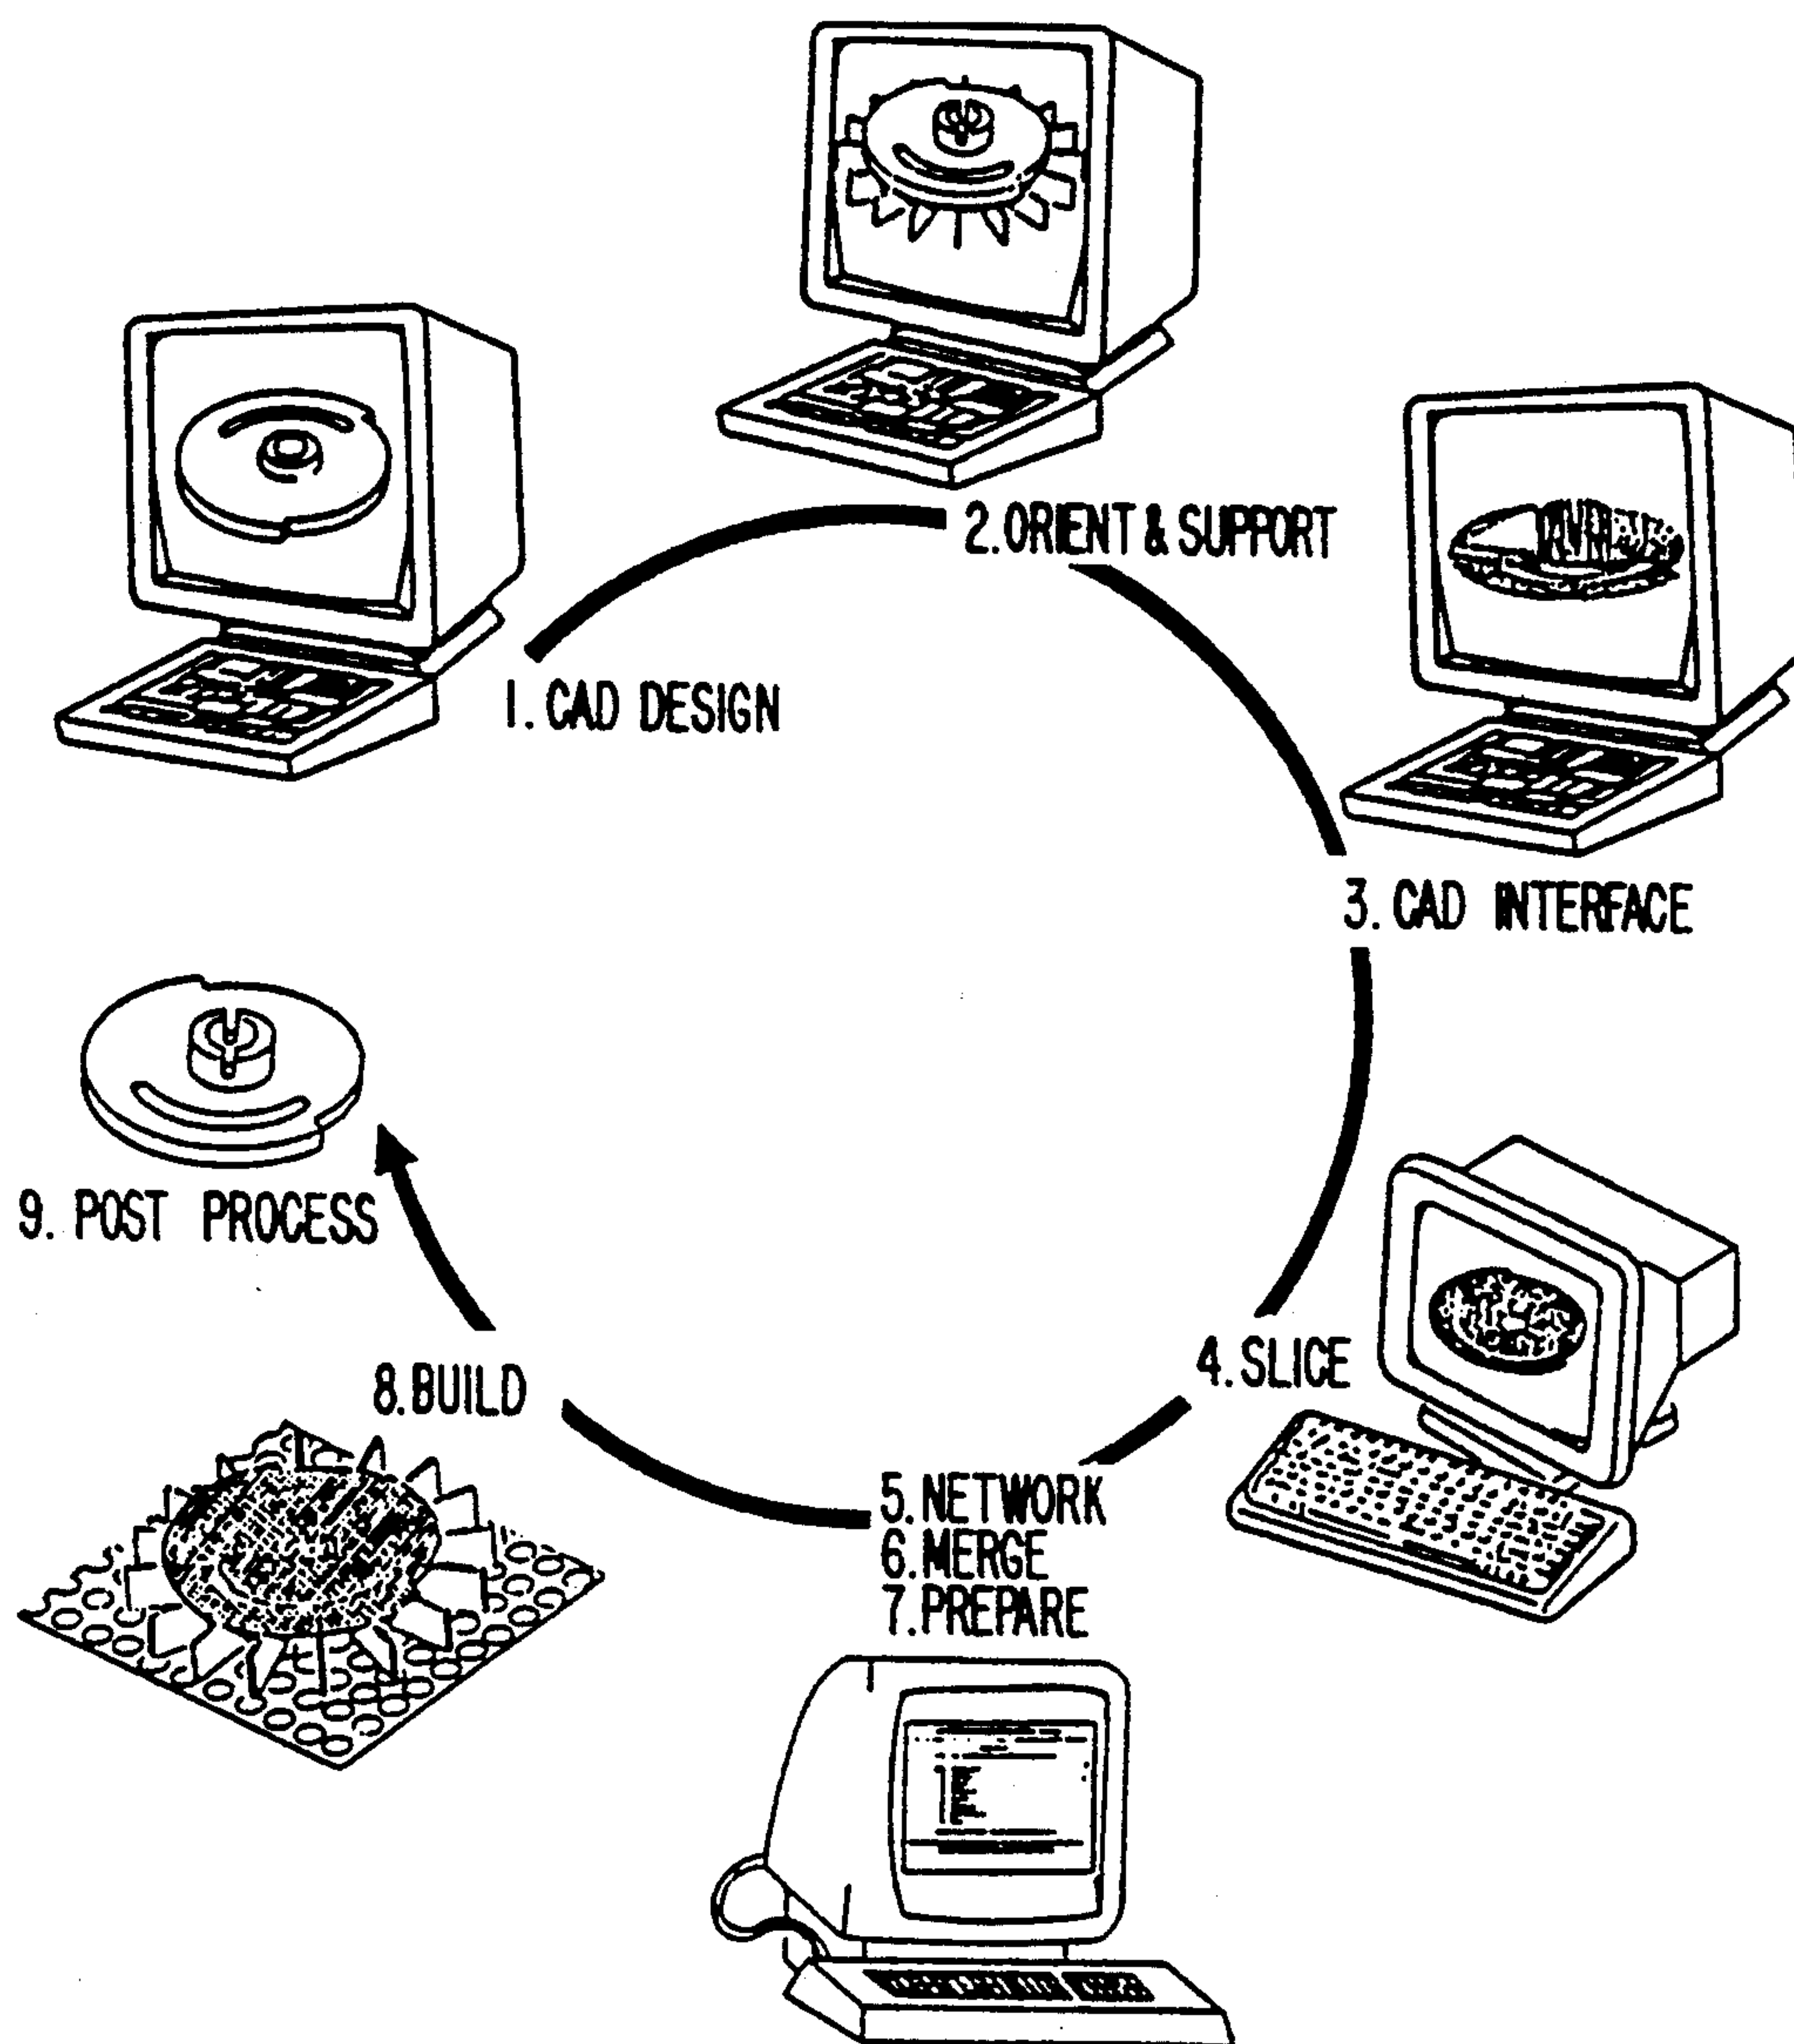 1. CAD DESIGN
2. ORIENT & SUPPORT
3. CAD INTERFACE
4. SLICE
5. NETWORK
6. MERGE
7. PREPARE
8. BUILD
9. POST PROCESS